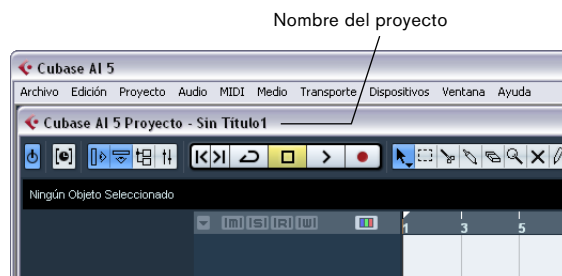 Nombre del proyecto
Cubase AI 5
Archivo Edición Proyecto Audio MIDI Medio Transporte Dispositivos Ventana Ayuda
Cubase AI 5 Proyecto - Sin Título1
Ningún Objeto Seleccionado
[m] [s] [R] [W]
1 3 5